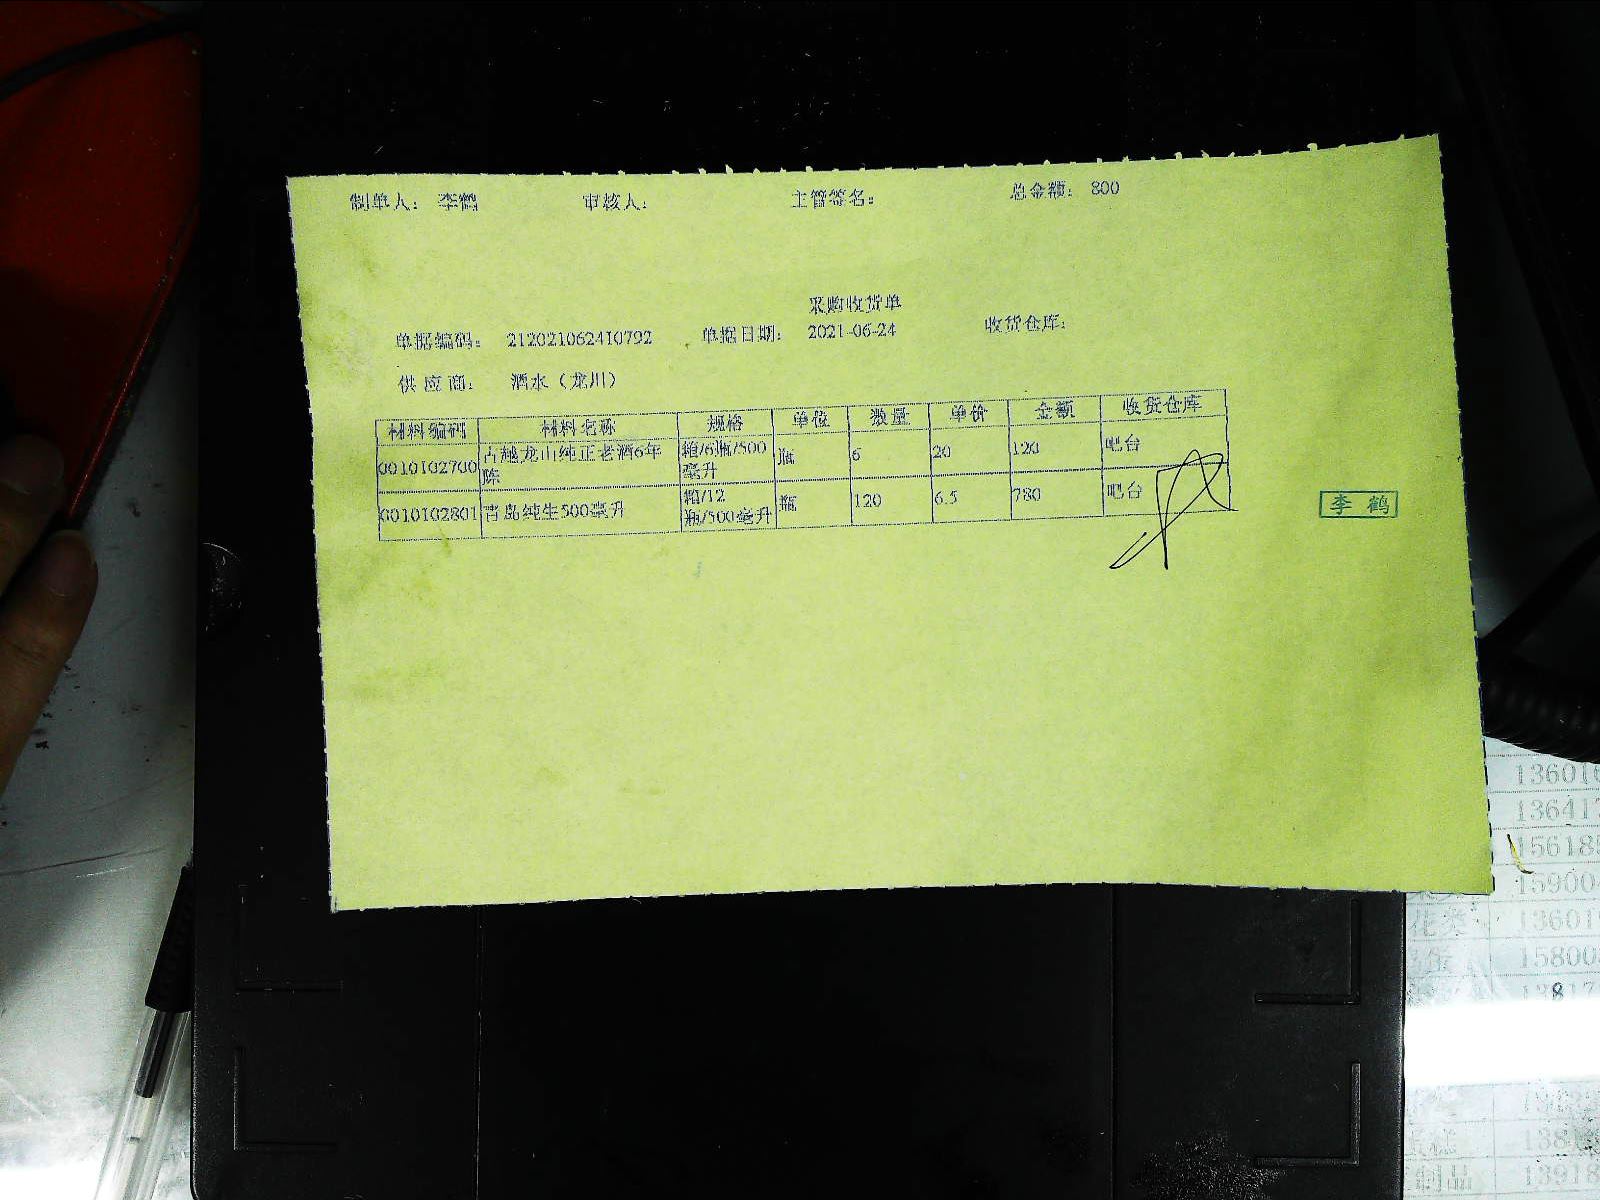 制单人： 李鹤 审核人： 主管签名： 总金额： 800
采购收货单
单据编码： 212021062410792 单据日期： 2021-06-24 收货仓库：
供应商： 酒水（龙川）
材料编码 材料名称 规格 单位 数量 单价 金额 收货仓库
0010102700 古越龙山纯正老酒6年陈 箱/6瓶/500毫升 瓶 6 20 120 吧台
0010102801 青岛纯生500毫升 箱/12瓶/500毫升 瓶 120 6.5 780 吧台
李鹤